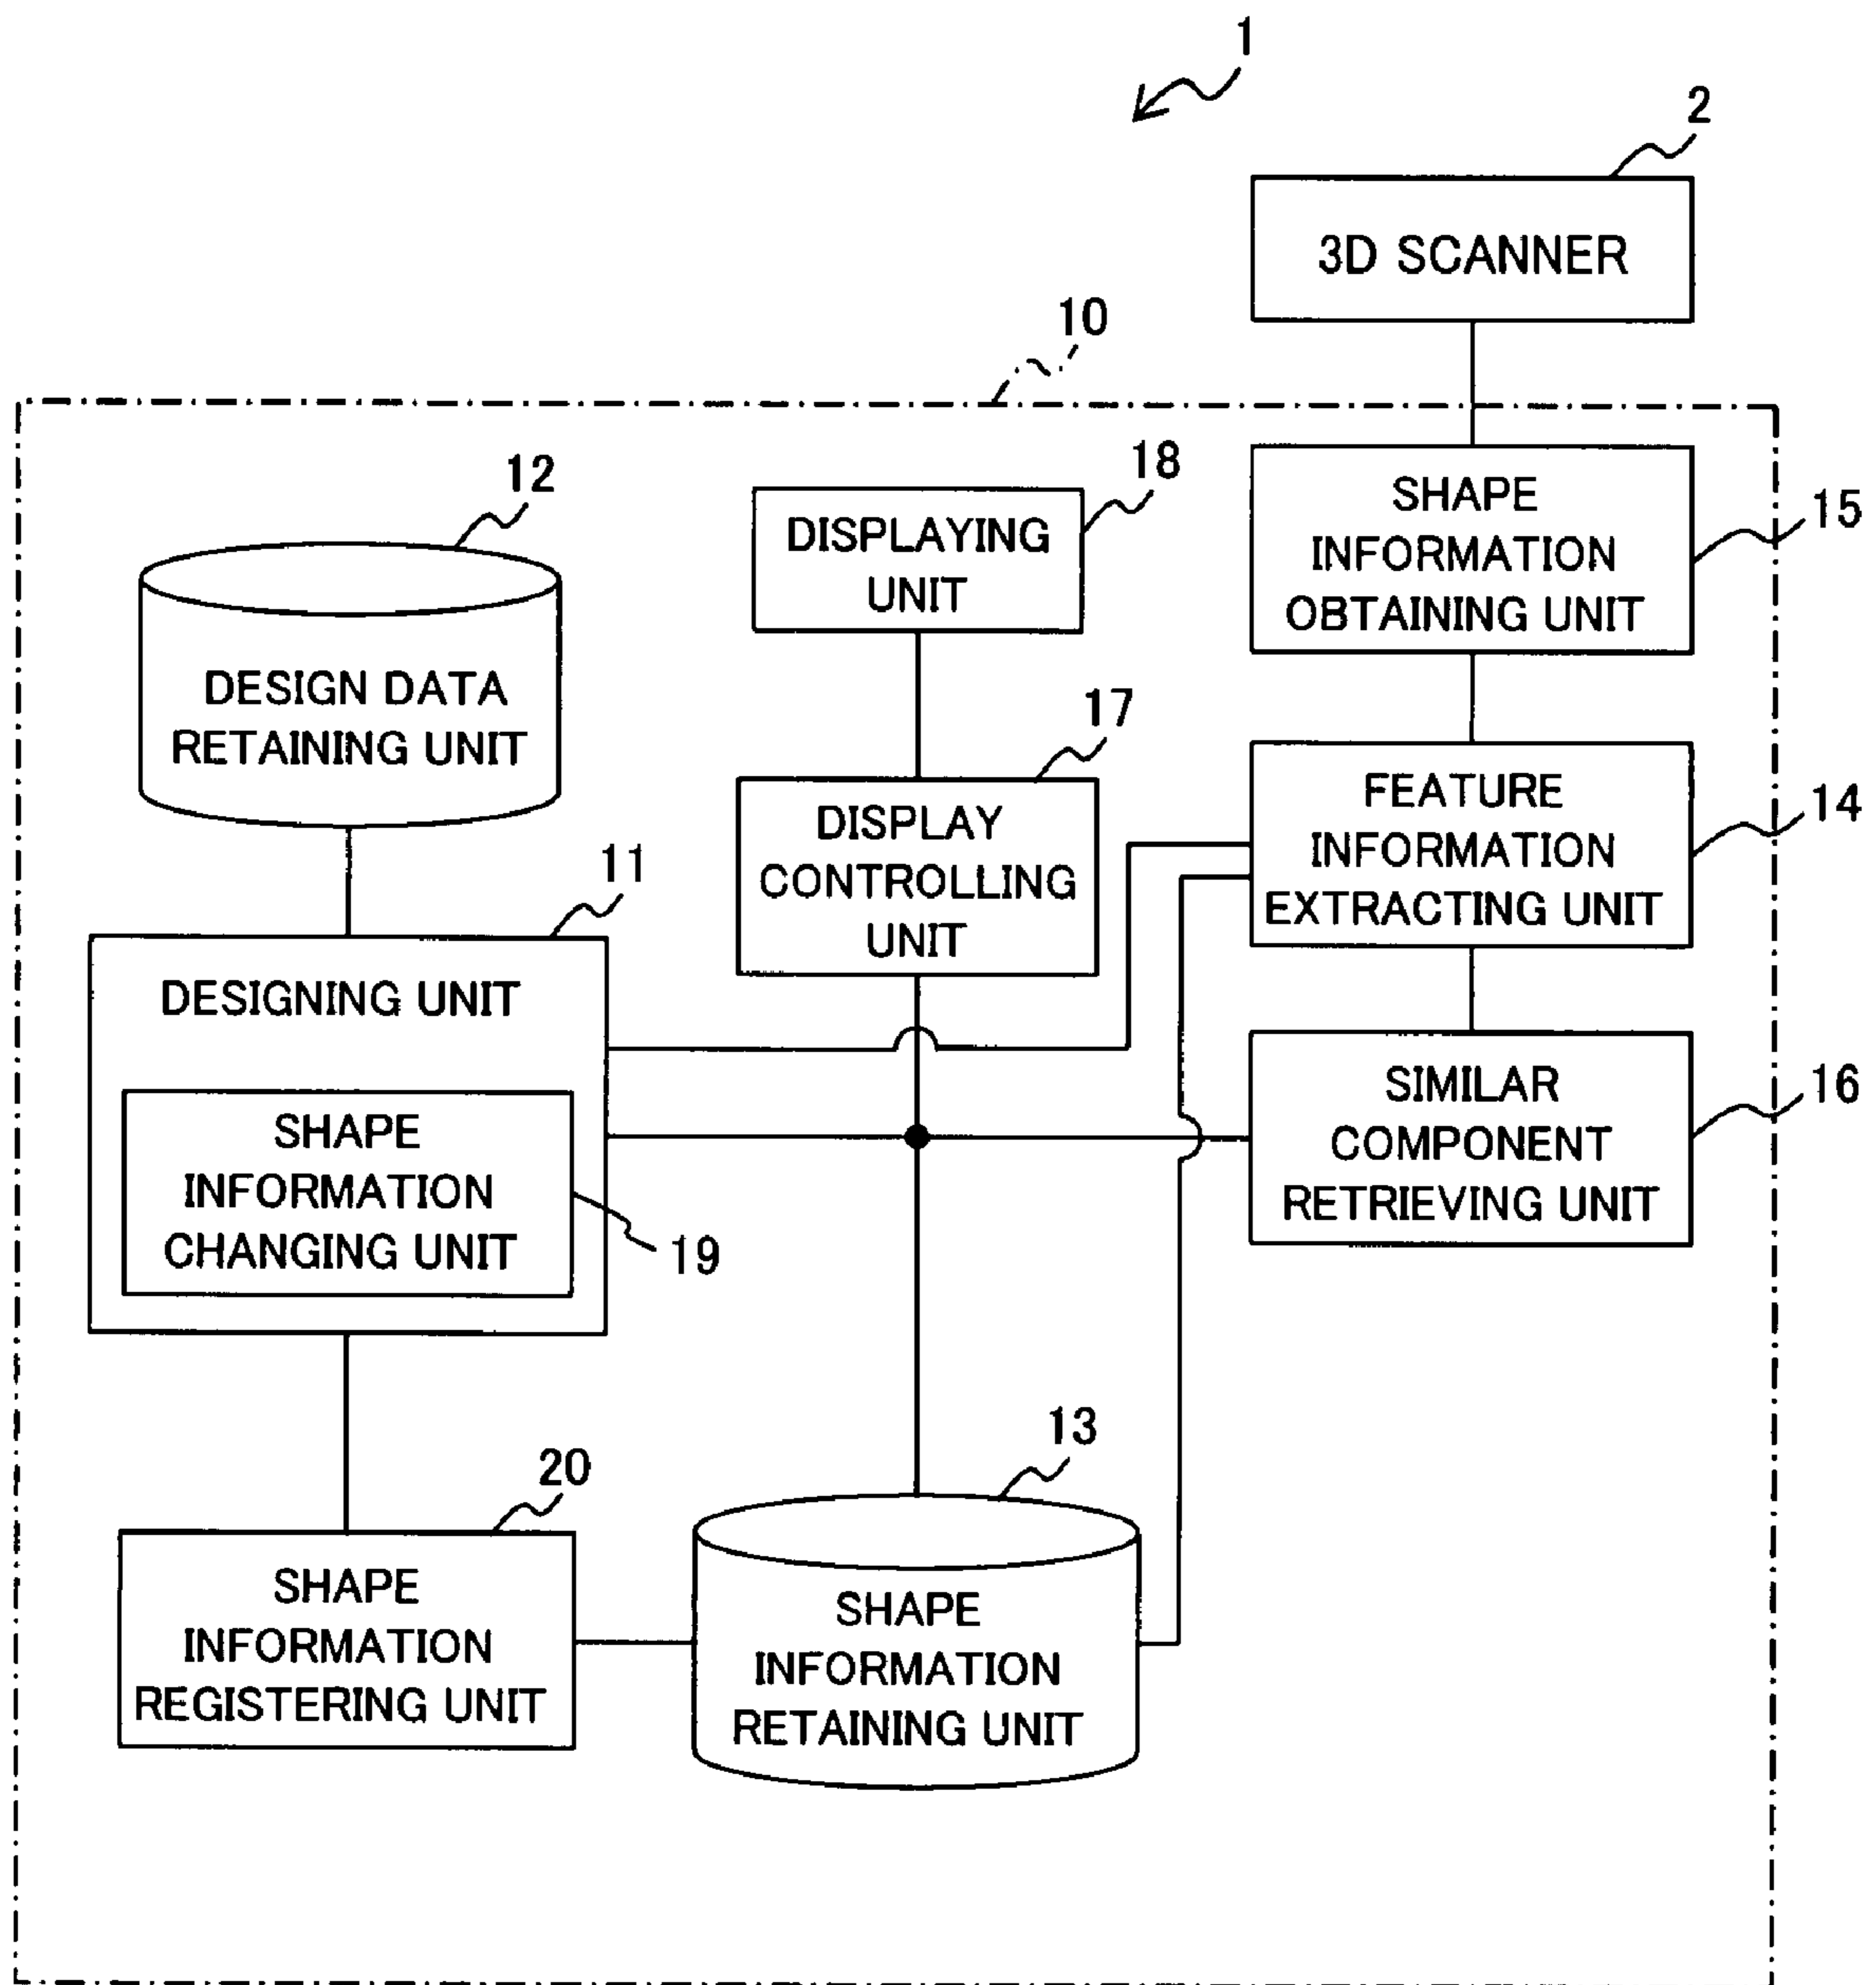 1
2
3D SCANNER
10
12
DESIGN DATA
RETAINING UNIT
18
DISPLAYING
UNIT
15
SHAPE
INFORMATION
OBTAINING UNIT
17
DISPLAY
CONTROLLING
UNIT
14
FEATURE
INFORMATION
EXTRACTING UNIT
11
DESIGNING UNIT
SHAPE
INFORMATION
CHANGING UNIT
19
16
SIMILAR
COMPONENT
RETRIEVING UNIT
20
SHAPE
INFORMATION
REGISTERING UNIT
13
SHAPE
INFORMATION
RETAINING UNIT